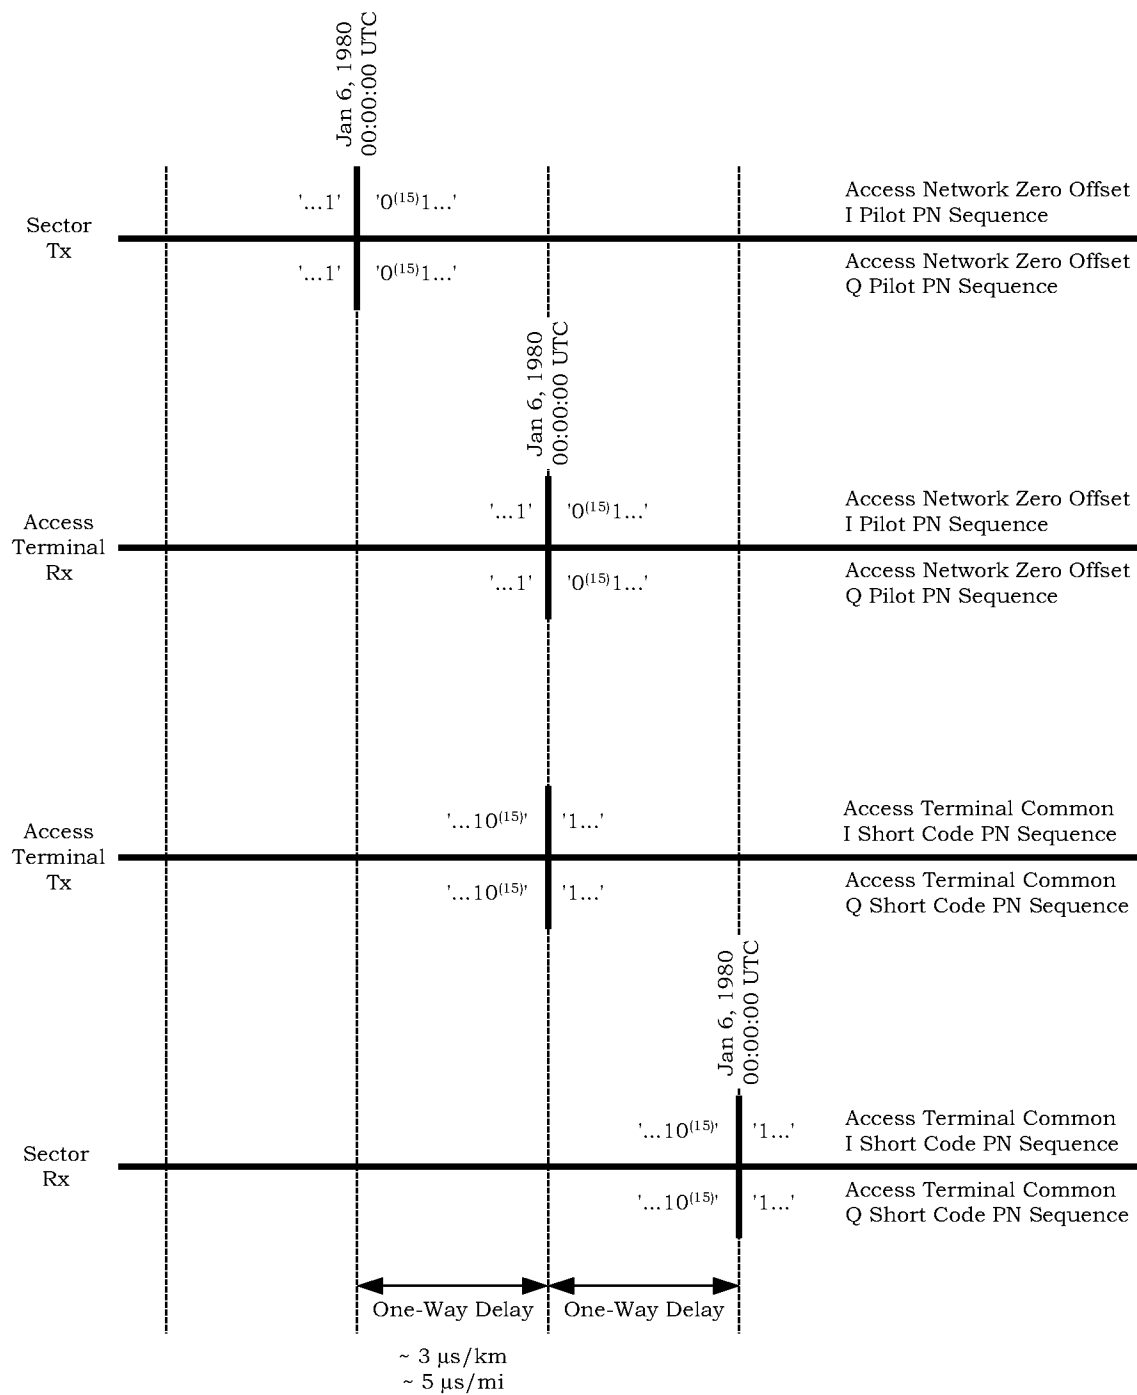 Jan 6, 1980
00:00:00 UTC
Sector
Tx
'...1' '0(15)1...'
Access Network Zero Offset
I Pilot PN Sequence
'...1' '0(15)1...'
Access Network Zero Offset
Q Pilot PN Sequence
Jan 6, 1980
00:00:00 UTC
Access
Terminal
Rx
'...1' '0(15)1...'
Access Network Zero Offset
I Pilot PN Sequence
'...1' '0(15)1...'
Access Network Zero Offset
Q Pilot PN Sequence
Access
Terminal
Tx
'...10(15)' '1...'
Access Terminal Common
I Short Code PN Sequence
'...10(15)' '1...'
Access Terminal Common
Q Short Code PN Sequence
Jan 6, 1980
00:00:00 UTC
Sector
Rx
'...10(15)' '1...'
Access Terminal Common
I Short Code PN Sequence
'...10(15)' '1...'
Access Terminal Common
Q Short Code PN Sequence
One-Way Delay One-Way Delay
~ 3 µs/km
~ 5 µs/mi